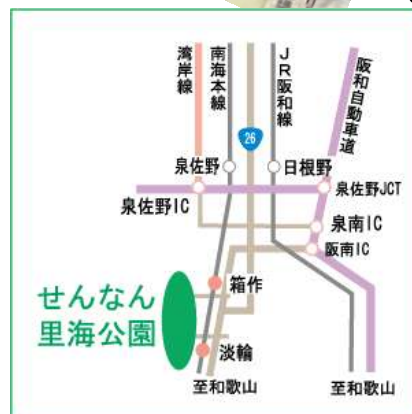 湾岸線
南海本線
26
JR阪和線
阪和自動車道
泉佐野
日根野
泉佐野IC
泉佐野JCT
泉南IC
阪南IC
せんなん
里海公園
箱作
淡輪
至和歌山
至和歌山